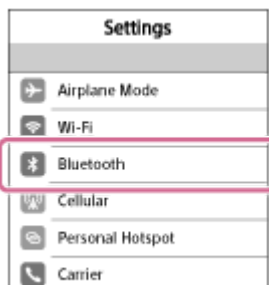 Settings
Airplane Mode
Wi-Fi
Bluetooth
Cellular
Personal Hotspot
Carrier